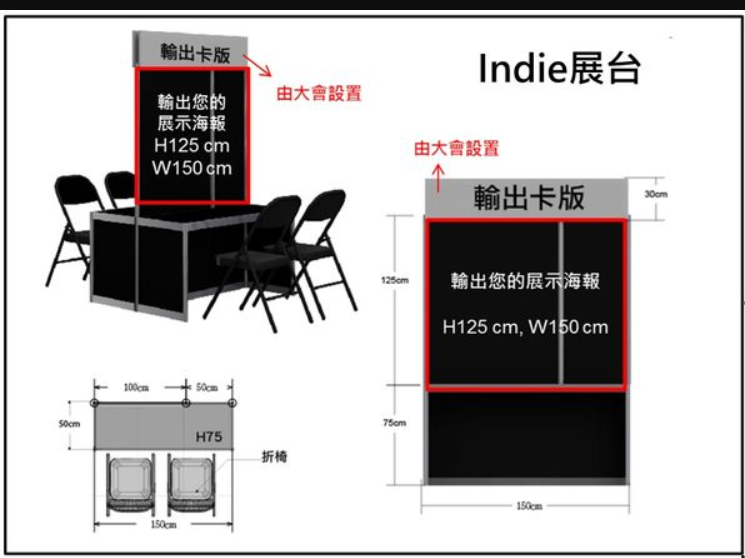 Indie展台
輸出卡版
由大會設置
輸出您的
展示海報
H125 cm
W150 cm
由大會設置
輸出卡版
30cm
125cm
輸出您的展示海報
H125 cm, W150 cm
75cm
150cm
100cm
50cm
50cm
H75
折椅
150cm